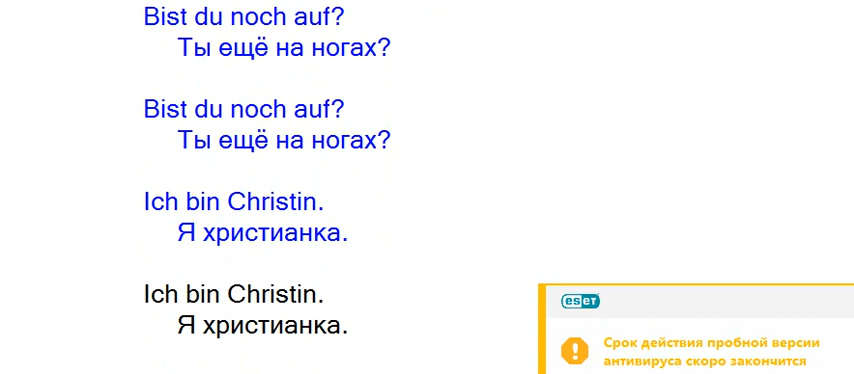 Bist du noch auf?
Ты ещё на ногах?
Bist du noch auf?
Ты ещё на ногах?
Ich bin Christin.
Я христианка.
Ich bin Christin.
Я христианка.
eset
Срок действия пробной версии
антивируса скоро закончится